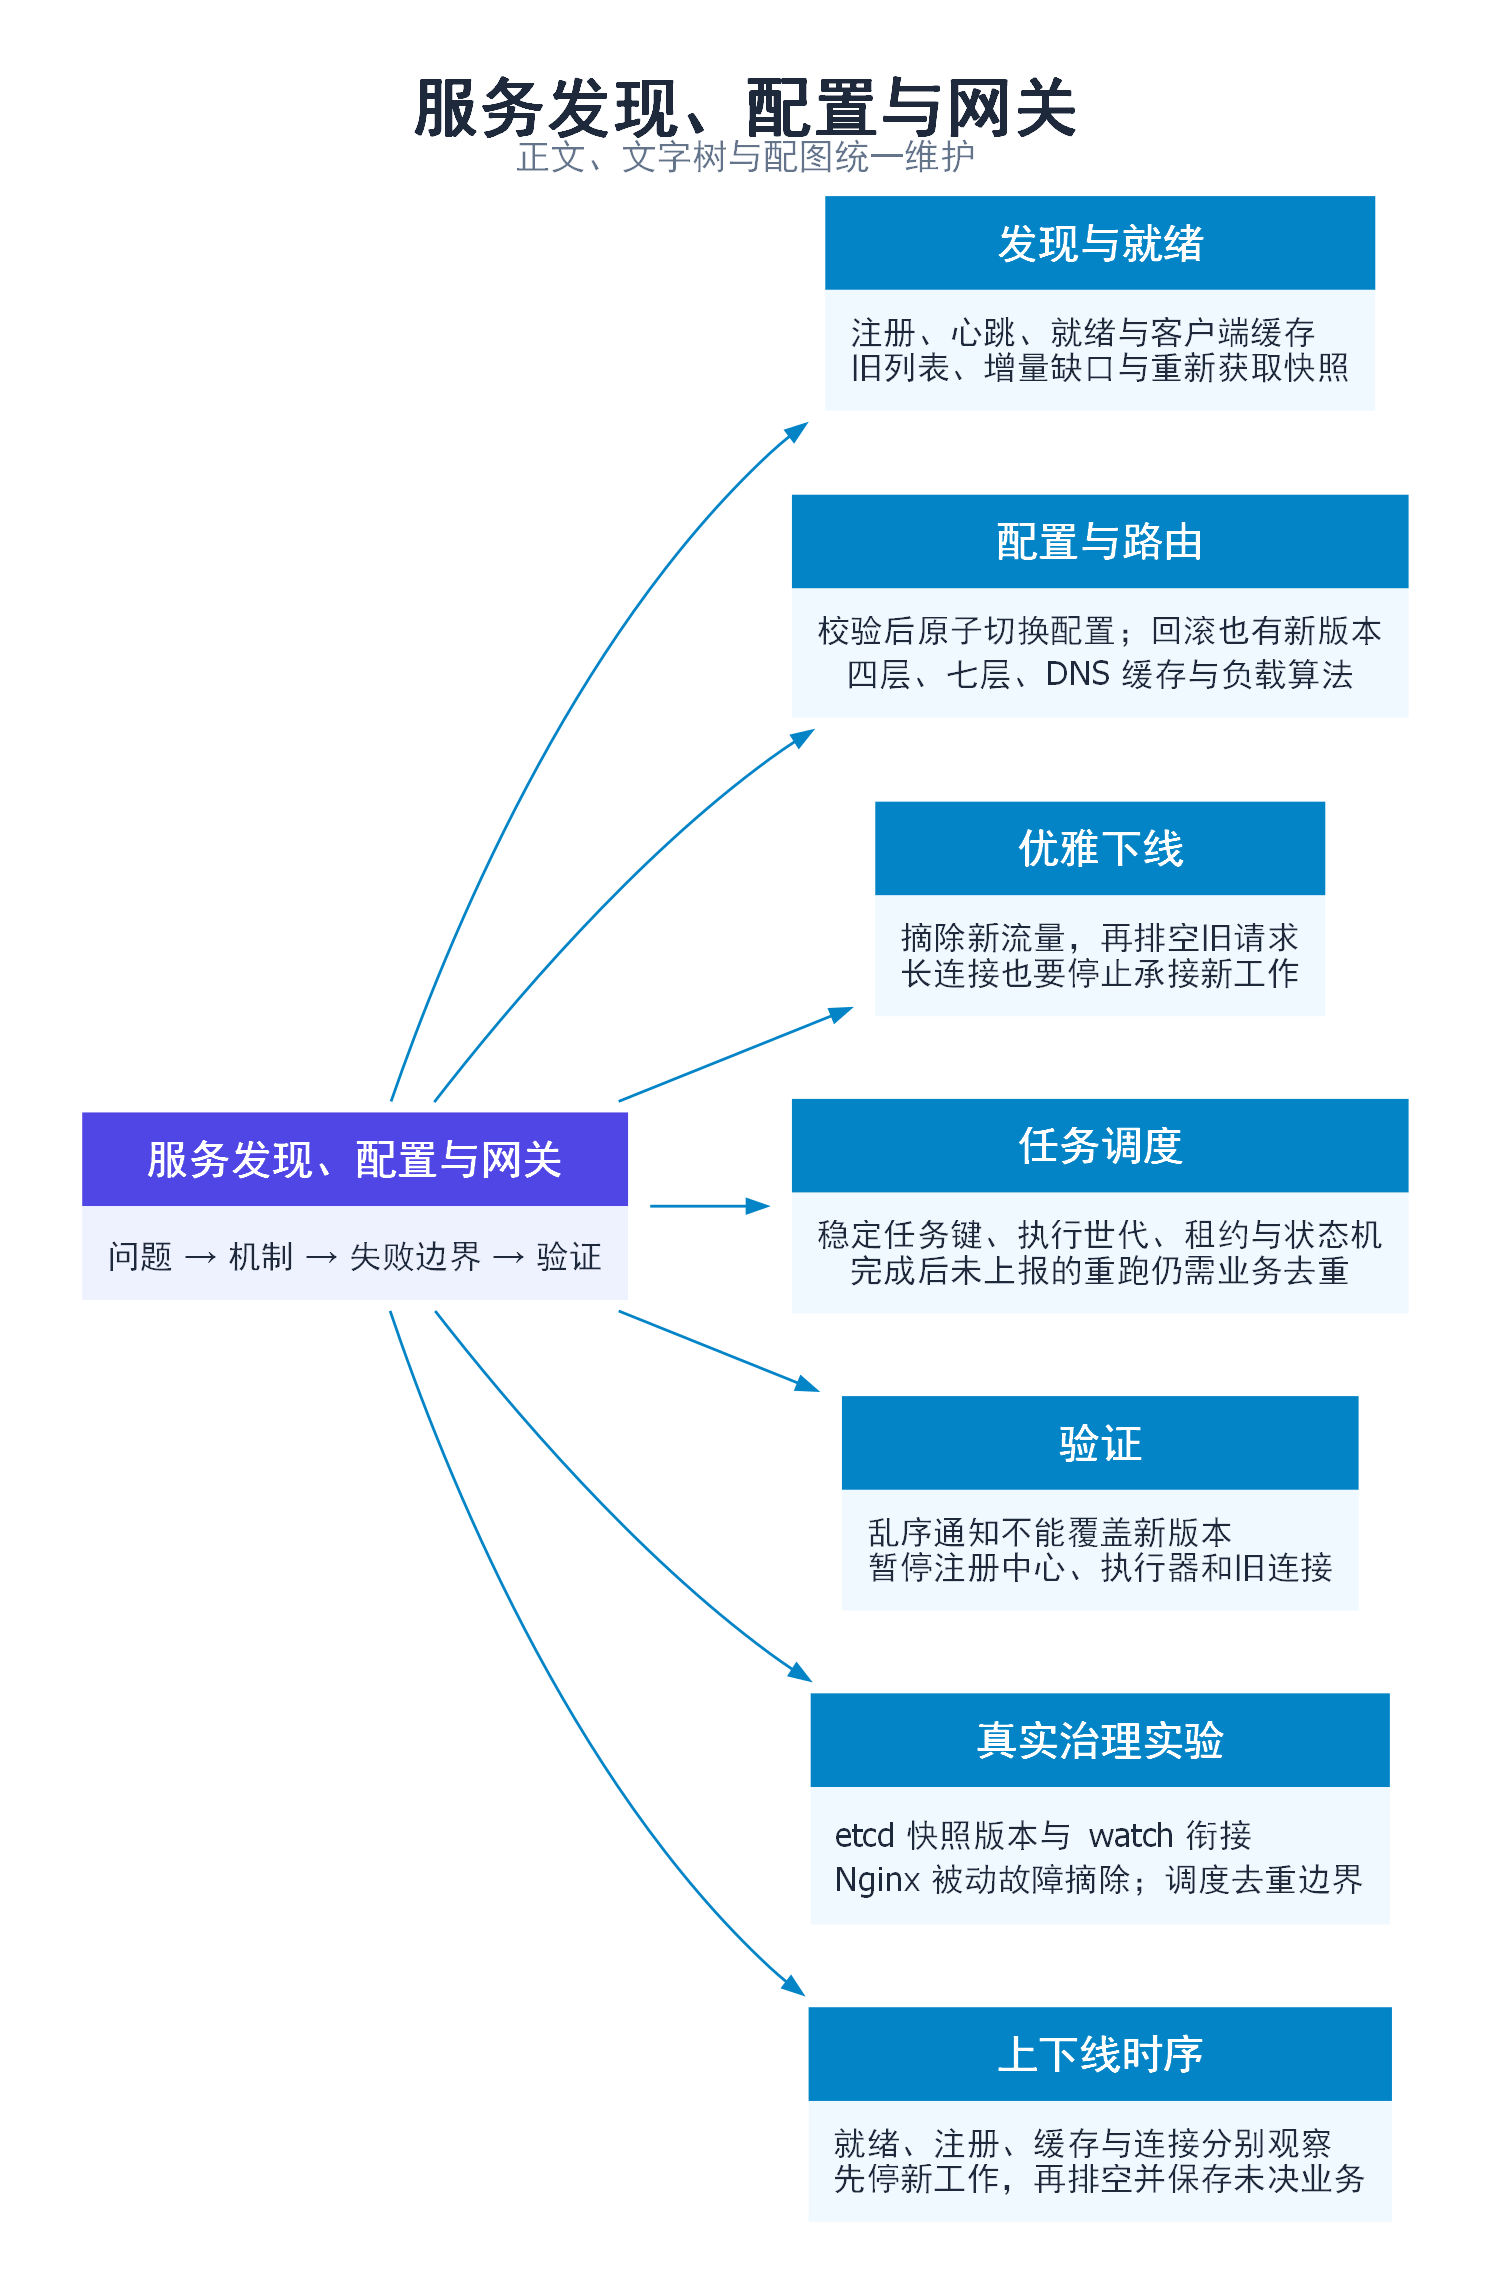 服务发现、配置与网关
正文、文字树与配图统一维护
发现与就绪
注册、心跳、就绪与客户端缓存
旧列表、增量缺口与重新获取快照
配置与路由
校验后原子切换配置；回滚也有新版本
四层、七层、DNS 缓存与负载算法
优雅下线
摘除新流量，再排空旧请求
长连接也要停止承接新工作
服务发现、配置与网关
问题 → 机制 → 失败边界 → 验证
任务调度
稳定任务键、执行世代、租约与状态机
完成后未上报的重跑仍需业务去重
验证
乱序通知不能覆盖新版本
暂停注册中心、执行器和旧连接
真实治理实验
etcd 快照版本与 watch 衔接
Nginx 被动故障摘除；调度去重边界
上下线时序
就绪、注册、缓存与连接分别观察
先停新工作，再排空并保存未决业务